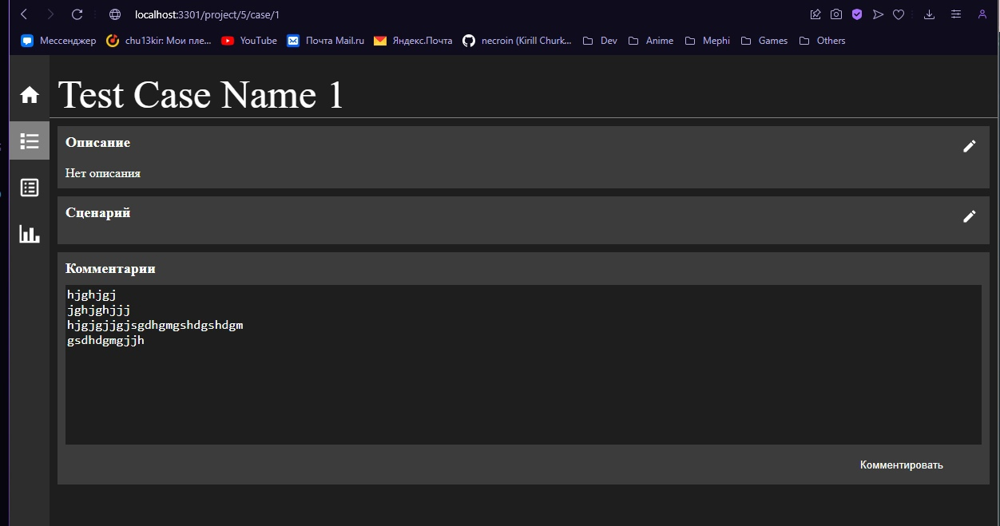 localhost:3301/project/5/case/1
Мессенджер chu13kir: Мои пле... YouTube Почта Mail.ru Яндекс.Почта necroin (Kirill Churk... Dev Anime Mephi Games Others
Test Case Name 1
Описание
Нет описания
Сценарий
Комментарии
hjghjgj
jghjghjjj
hjgjgjjgjsgdhgmgshdgshdgm
gsdhdgmgjjh
Комментировать